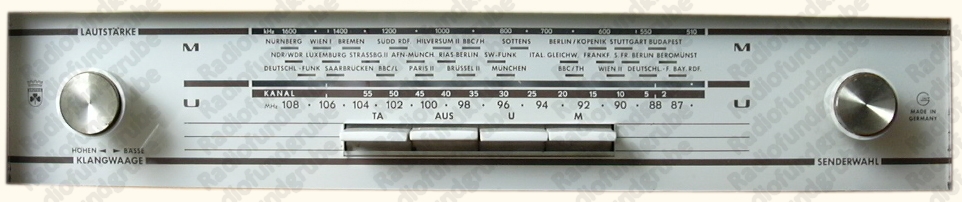 LAUTSTÄRKE
kHz 1600 1400 1200 1000 800 700 600 550 510
M NÜRNBERG WIEN I BREMEN SÜDD RDF HILVERSUM II BBC/H SOTTENS BERLIN/KOPENIK STUTTGART BUDAPEST M
NDR/WDR LUXEMBURG STRASSBG II AFN-MÜNCH. RIAS-BERLIN SW-FUNK ITAL. GLEICHW. FRANKF. S. FR. BERLIN BEROMÜNST
DEUTSCHL.-FUNK SAARBRÜCKEN BBC/L PARIS II BRÜSSEL II MÜNCHEN BBC/TH WIEN II DEUTSCHL.-F. BAY. RDF.
KANAL 55 50 45 40 35 30 25 20 15 10 5 2
U MHz 108 106 104 102 100 98 96 94 92 90 88 87 U
TA AUS U M
MADE IN
GERMANY
HÖHEN BÄSSE
KLANGWAAGE
SENDERWAHL
Radiofundgrube